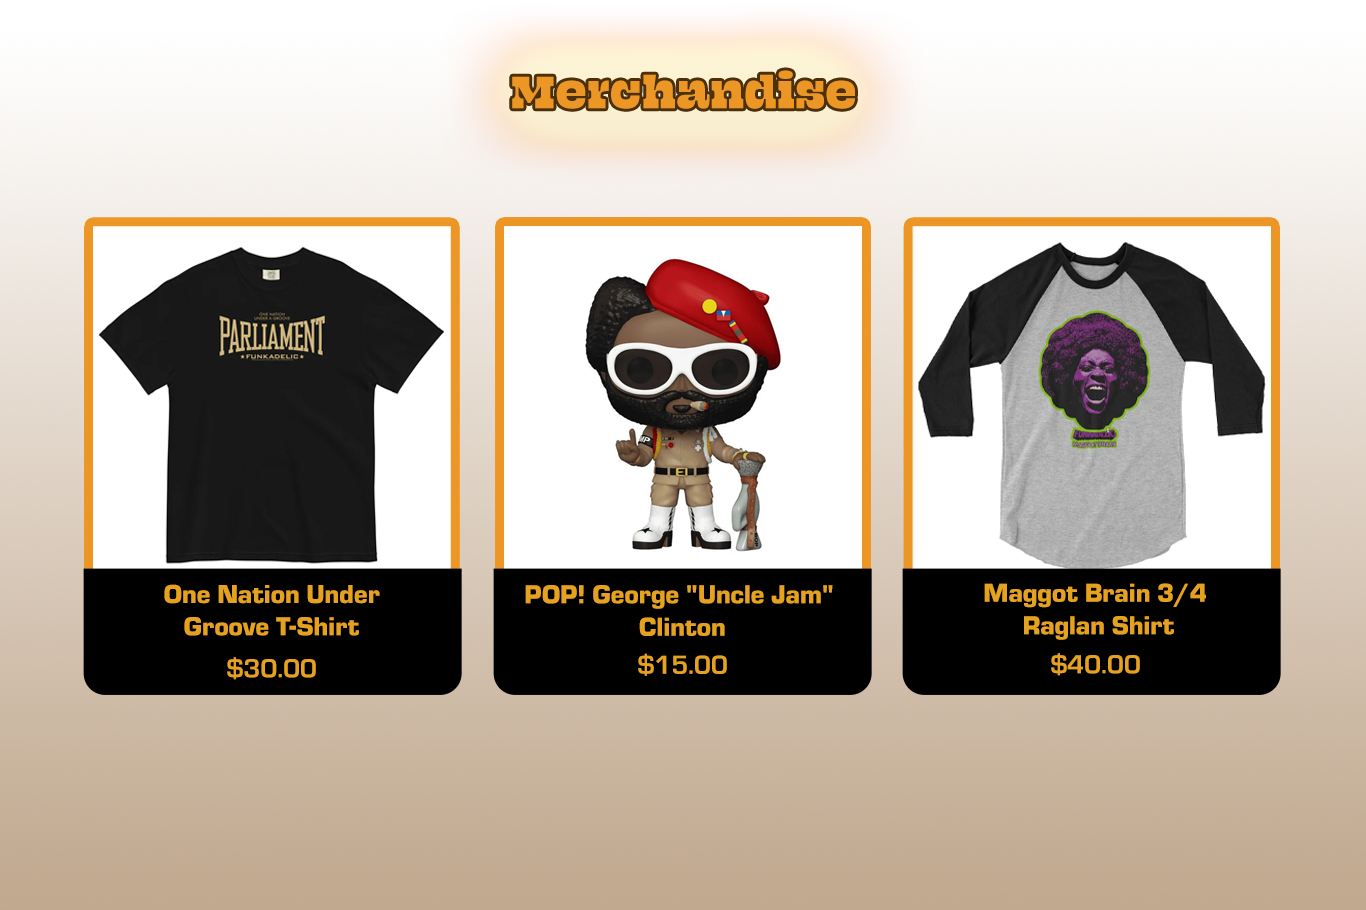 Merchandise
ONE NATION
UNDER A GROOVE
PARLIAMENT
★FUNKADELIC★
FUNKADELIC
One Nation Under
Groove T-Shirt
$30.00
POP! George "Uncle Jam"
Clinton
$15.00
Maggot Brain 3/4
Raglan Shirt
$40.00